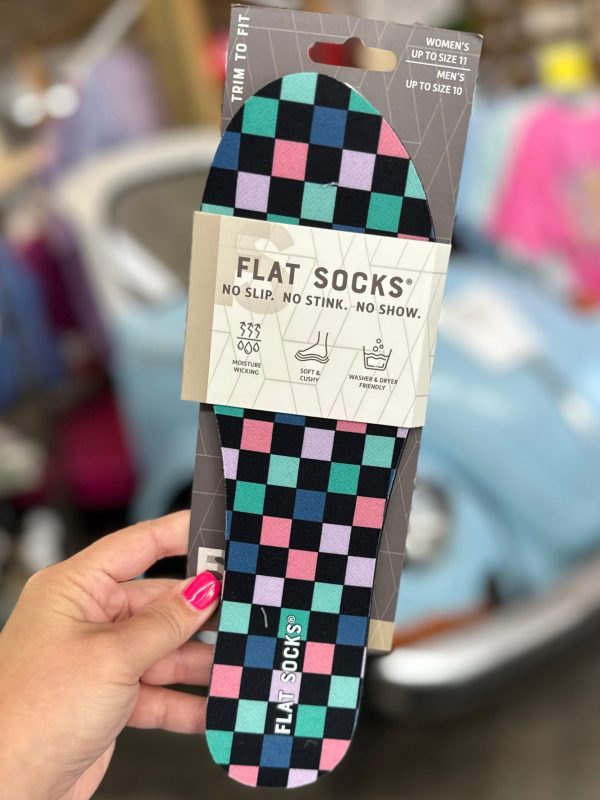 TRIM TO FIT
WOMEN'S
UP TO SIZE 11
MEN'S
UP TO SIZE 10
FLAT SOCKS®
NO SLIP. NO STINK. NO SHOW.
MOISTURE
WICKING
SOFT &
CUSHY
WASHER & DRYER
FRIENDLY
FLAT SOCKS®